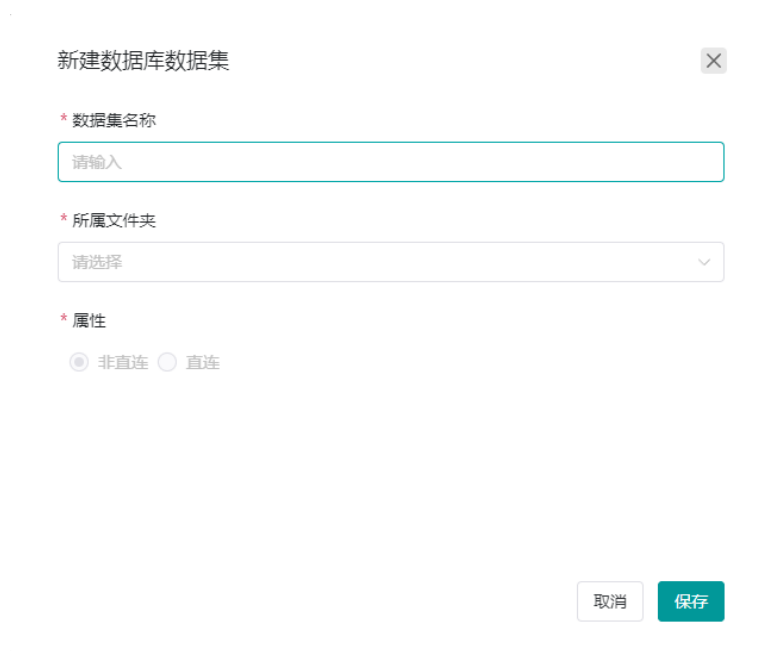 新建数据库数据集
* 数据集名称
请输入
* 所属文件夹
请选择
* 属性
非直连 直连
取消 保存